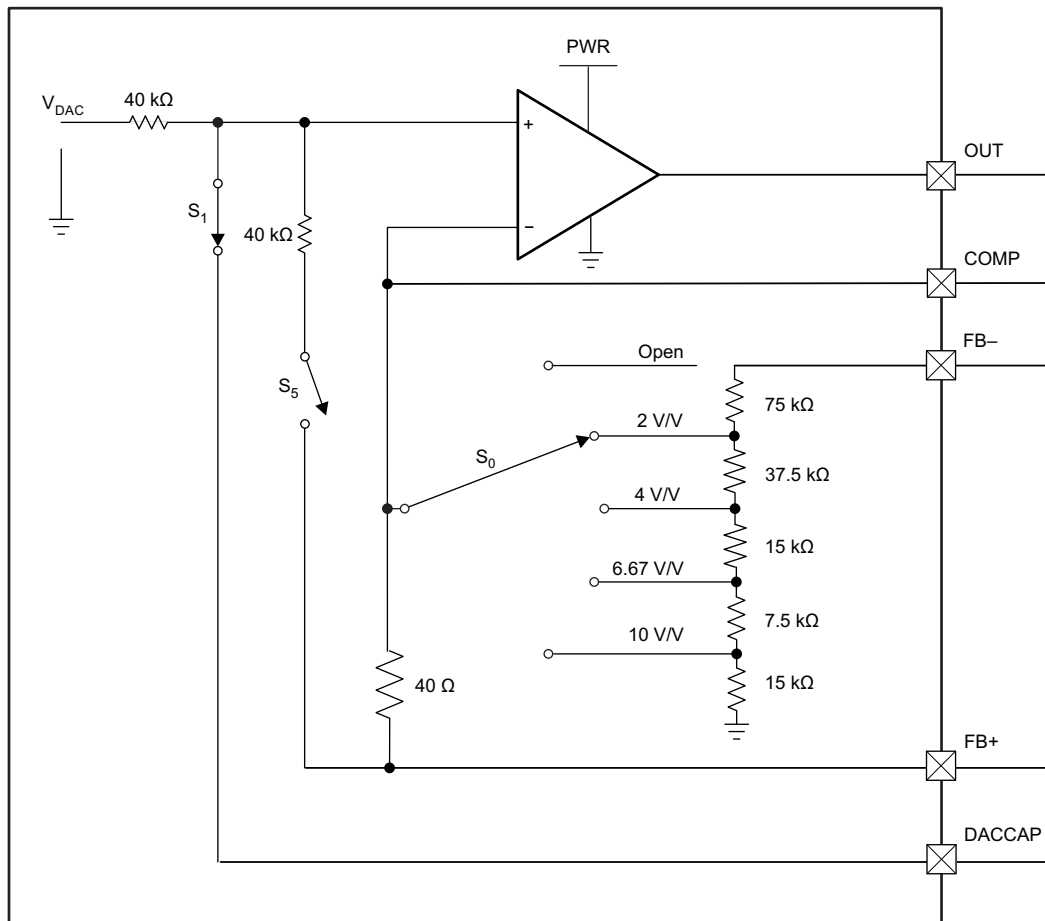 PWR
V_DAC
40 kΩ
+
OUT
S_1
40 kΩ
−
COMP
FB–
Open
75 kΩ
S_5
2 V/V
S_0
37.5 kΩ
4 V/V
15 kΩ
6.67 V/V
7.5 kΩ
10 V/V
40 Ω
15 kΩ
FB+
DACCAP